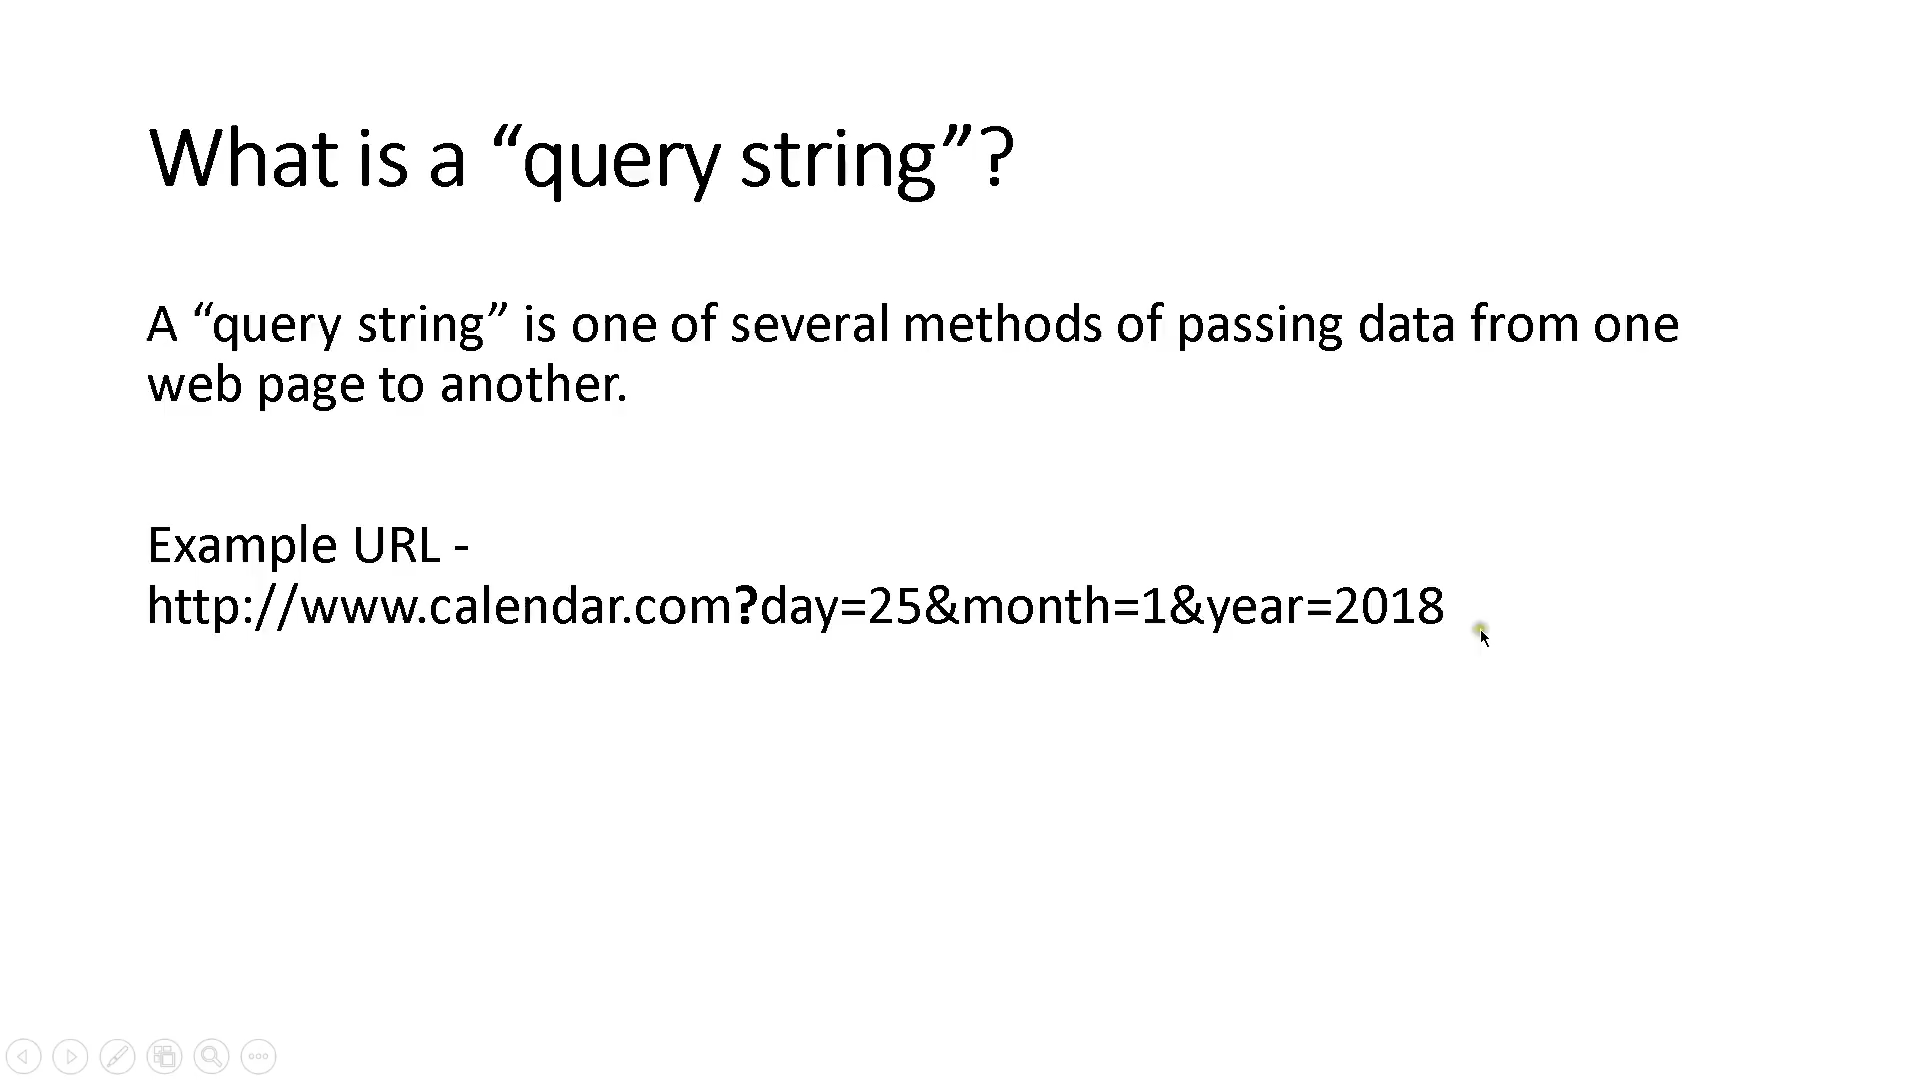 What is a “query string”?
A “query string” is one of several methods of passing data from one
web page to another.
Example URL -
http://www.calendar.com?day=25&month=1&year=2018